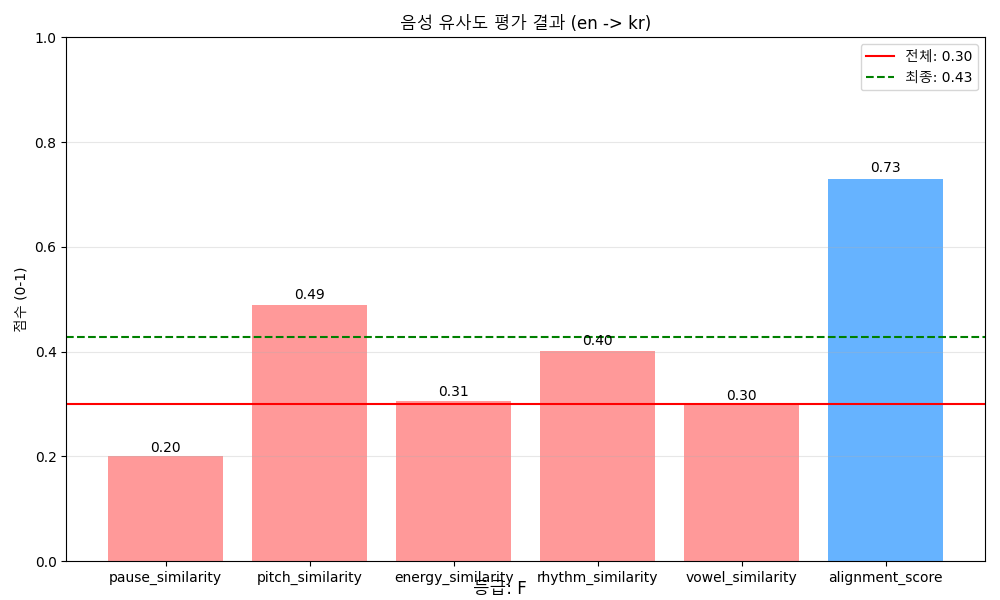 음성 유사도 평가 결과 (en -> kr)
전체: 0.30
최종: 0.43
점수 (0-1)
1.0
0.8
0.6
0.4
0.2
0.0
0.20
0.49
0.31
0.40
0.30
0.73
pause_similarity
pitch_similarity
energy_similarity
rhythm_similarity
vowel_similarity
alignment_score
등급: F